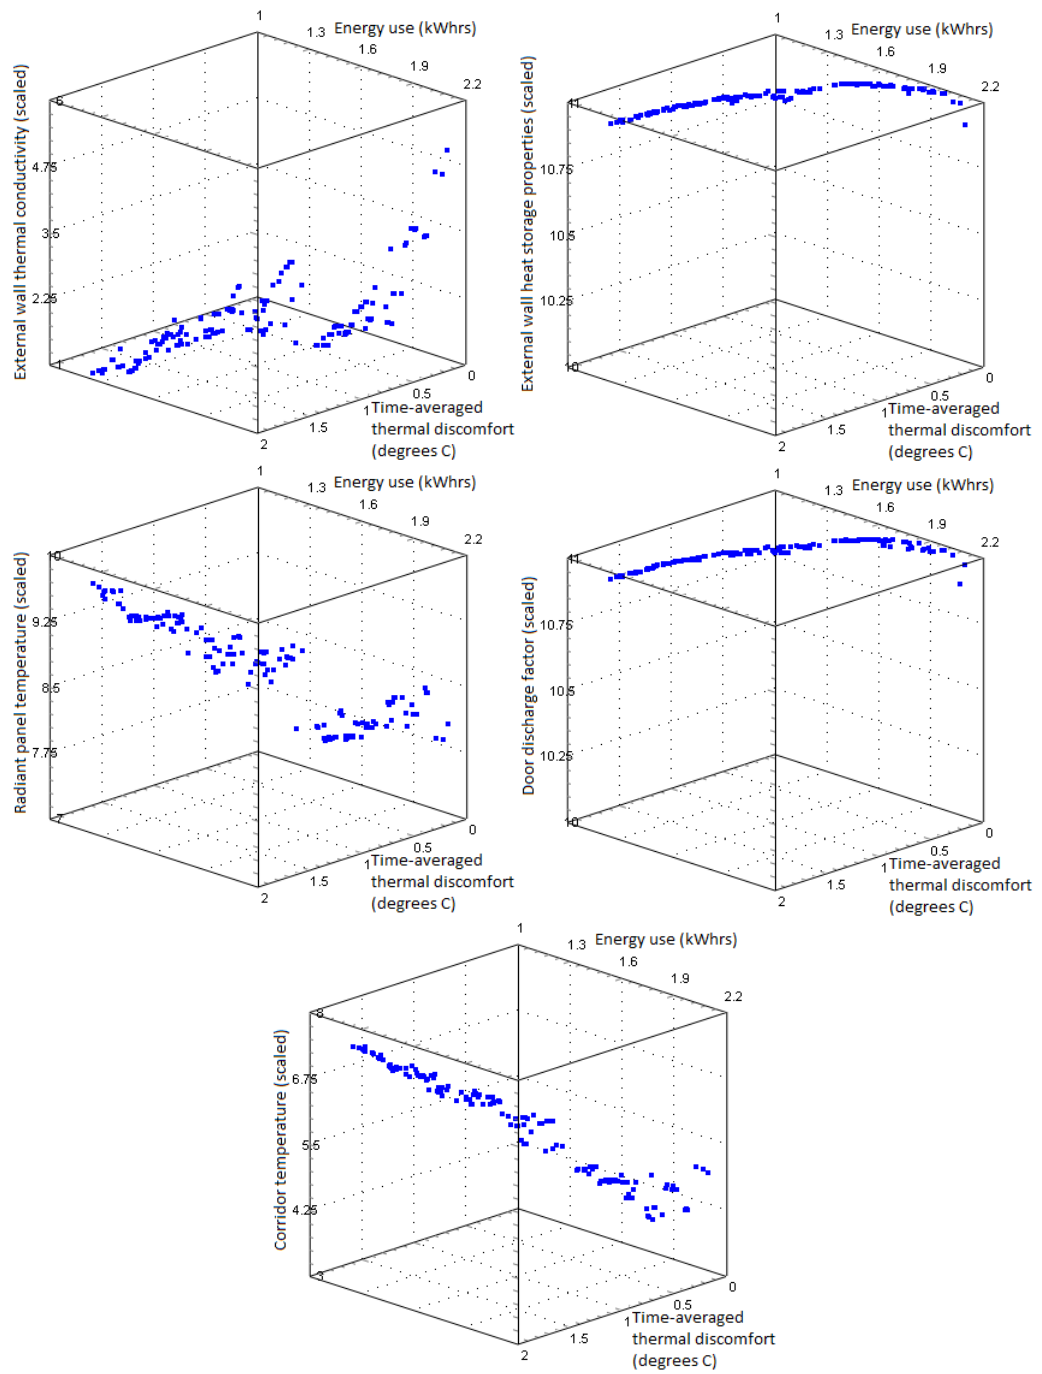 1
1.3 Energy use (kWhrs)
1.6
1.9
2.2
External wall thermal conductivity (scaled)
6
4.75
3.5
2.25
1
0
0.5
1
1.5
2
Time-averaged
thermal discomfort
(degrees C)
1
1.3 Energy use (kWhrs)
1.6
1.9
2.2
External wall heat storage properties (scaled)
11
10.75
10.5
10.25
10
0
0.5
1
1.5
2
Time-averaged
thermal discomfort
(degrees C)
1
1.3 Energy use (kWhrs)
1.6
1.9
2.2
Radiant panel temperature (scaled)
10
9.25
8.5
7.75
7
0
0.5
1
1.5
2
Time-averaged
thermal discomfort
(degrees C)
1
1.3 Energy use (kWhrs)
1.6
1.9
2.2
Door discharge factor (scaled)
11
10.75
10.5
10.25
10
0
0.5
1
1.5
2
Time-averaged
thermal discomfort
(degrees C)
1
1.3 Energy use (kWhrs)
1.6
1.9
2.2
Corridor temperature (scaled)
8
6.75
5.5
4.25
3
0
0.5
1
1.5
2
Time-averaged
thermal discomfort
(degrees C)